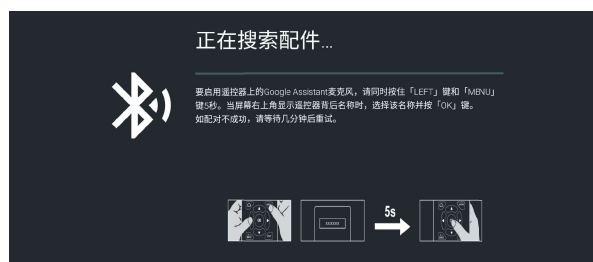 正在搜索配件...
要启用遥控器上的Google Assistant麦克风，请同时按住「LEFT」键和「MENU」
键5秒。当屏幕右上角显示遥控器背后名称时，选择该名称并按「OK」键。
如配对不成功，请等待几分钟后重试。
5s